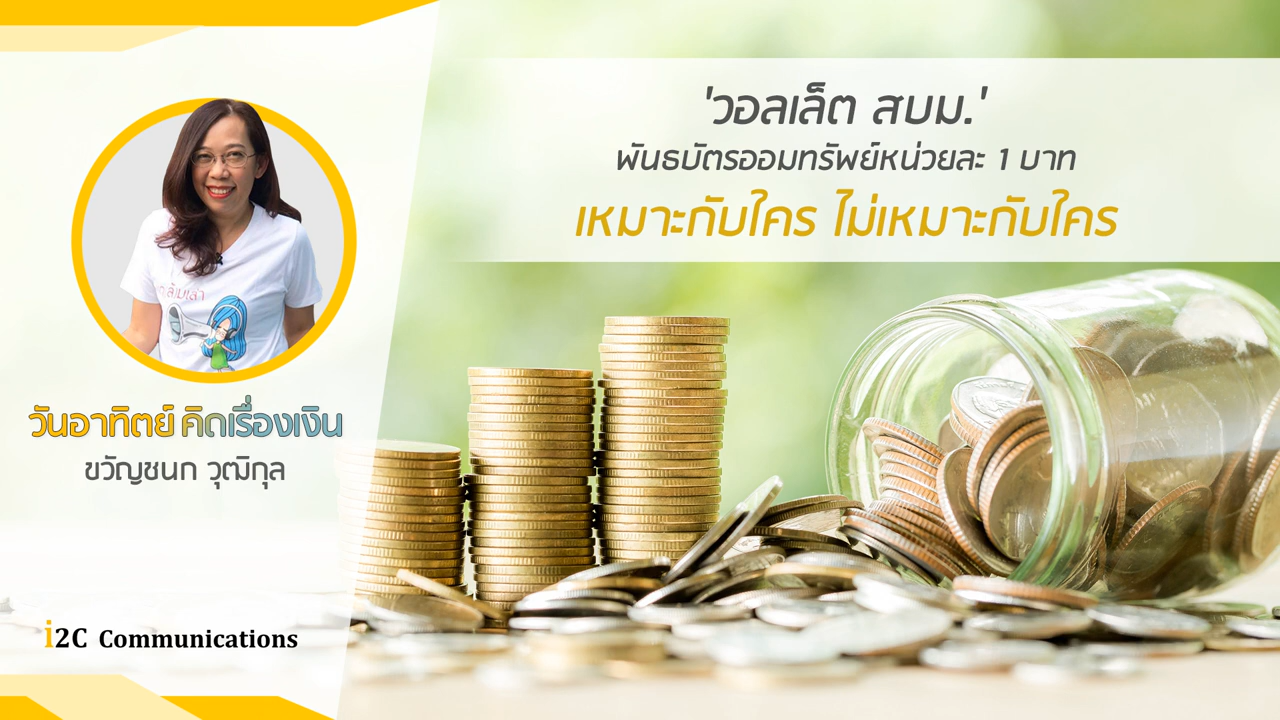 'วอลเล็ต สบม.'
พันธบัตรออมทรัพย์หน่วยละ 1 บาท
เหมาะกับใคร ไม่เหมาะกับใคร
วันอาทิตย์ คิดเรื่องเงิน
ขวัญชนก วุฒิกุล
i2C Communications